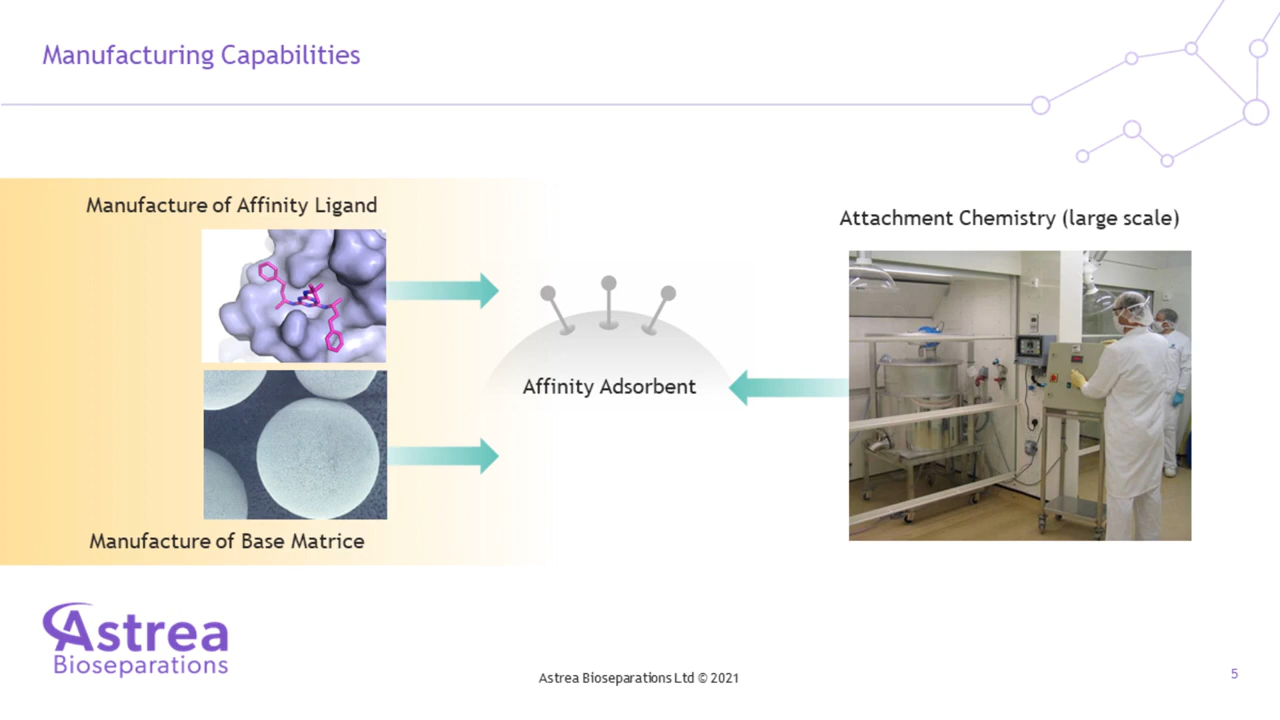 Manufacturing Capabilities
Manufacture of Affinity Ligand
Attachment Chemistry (large scale)
Affinity Adsorbent
Manufacture of Base Matrice
Astrea
Bioseparations
Astrea Bioseparations Ltd © 2021
5